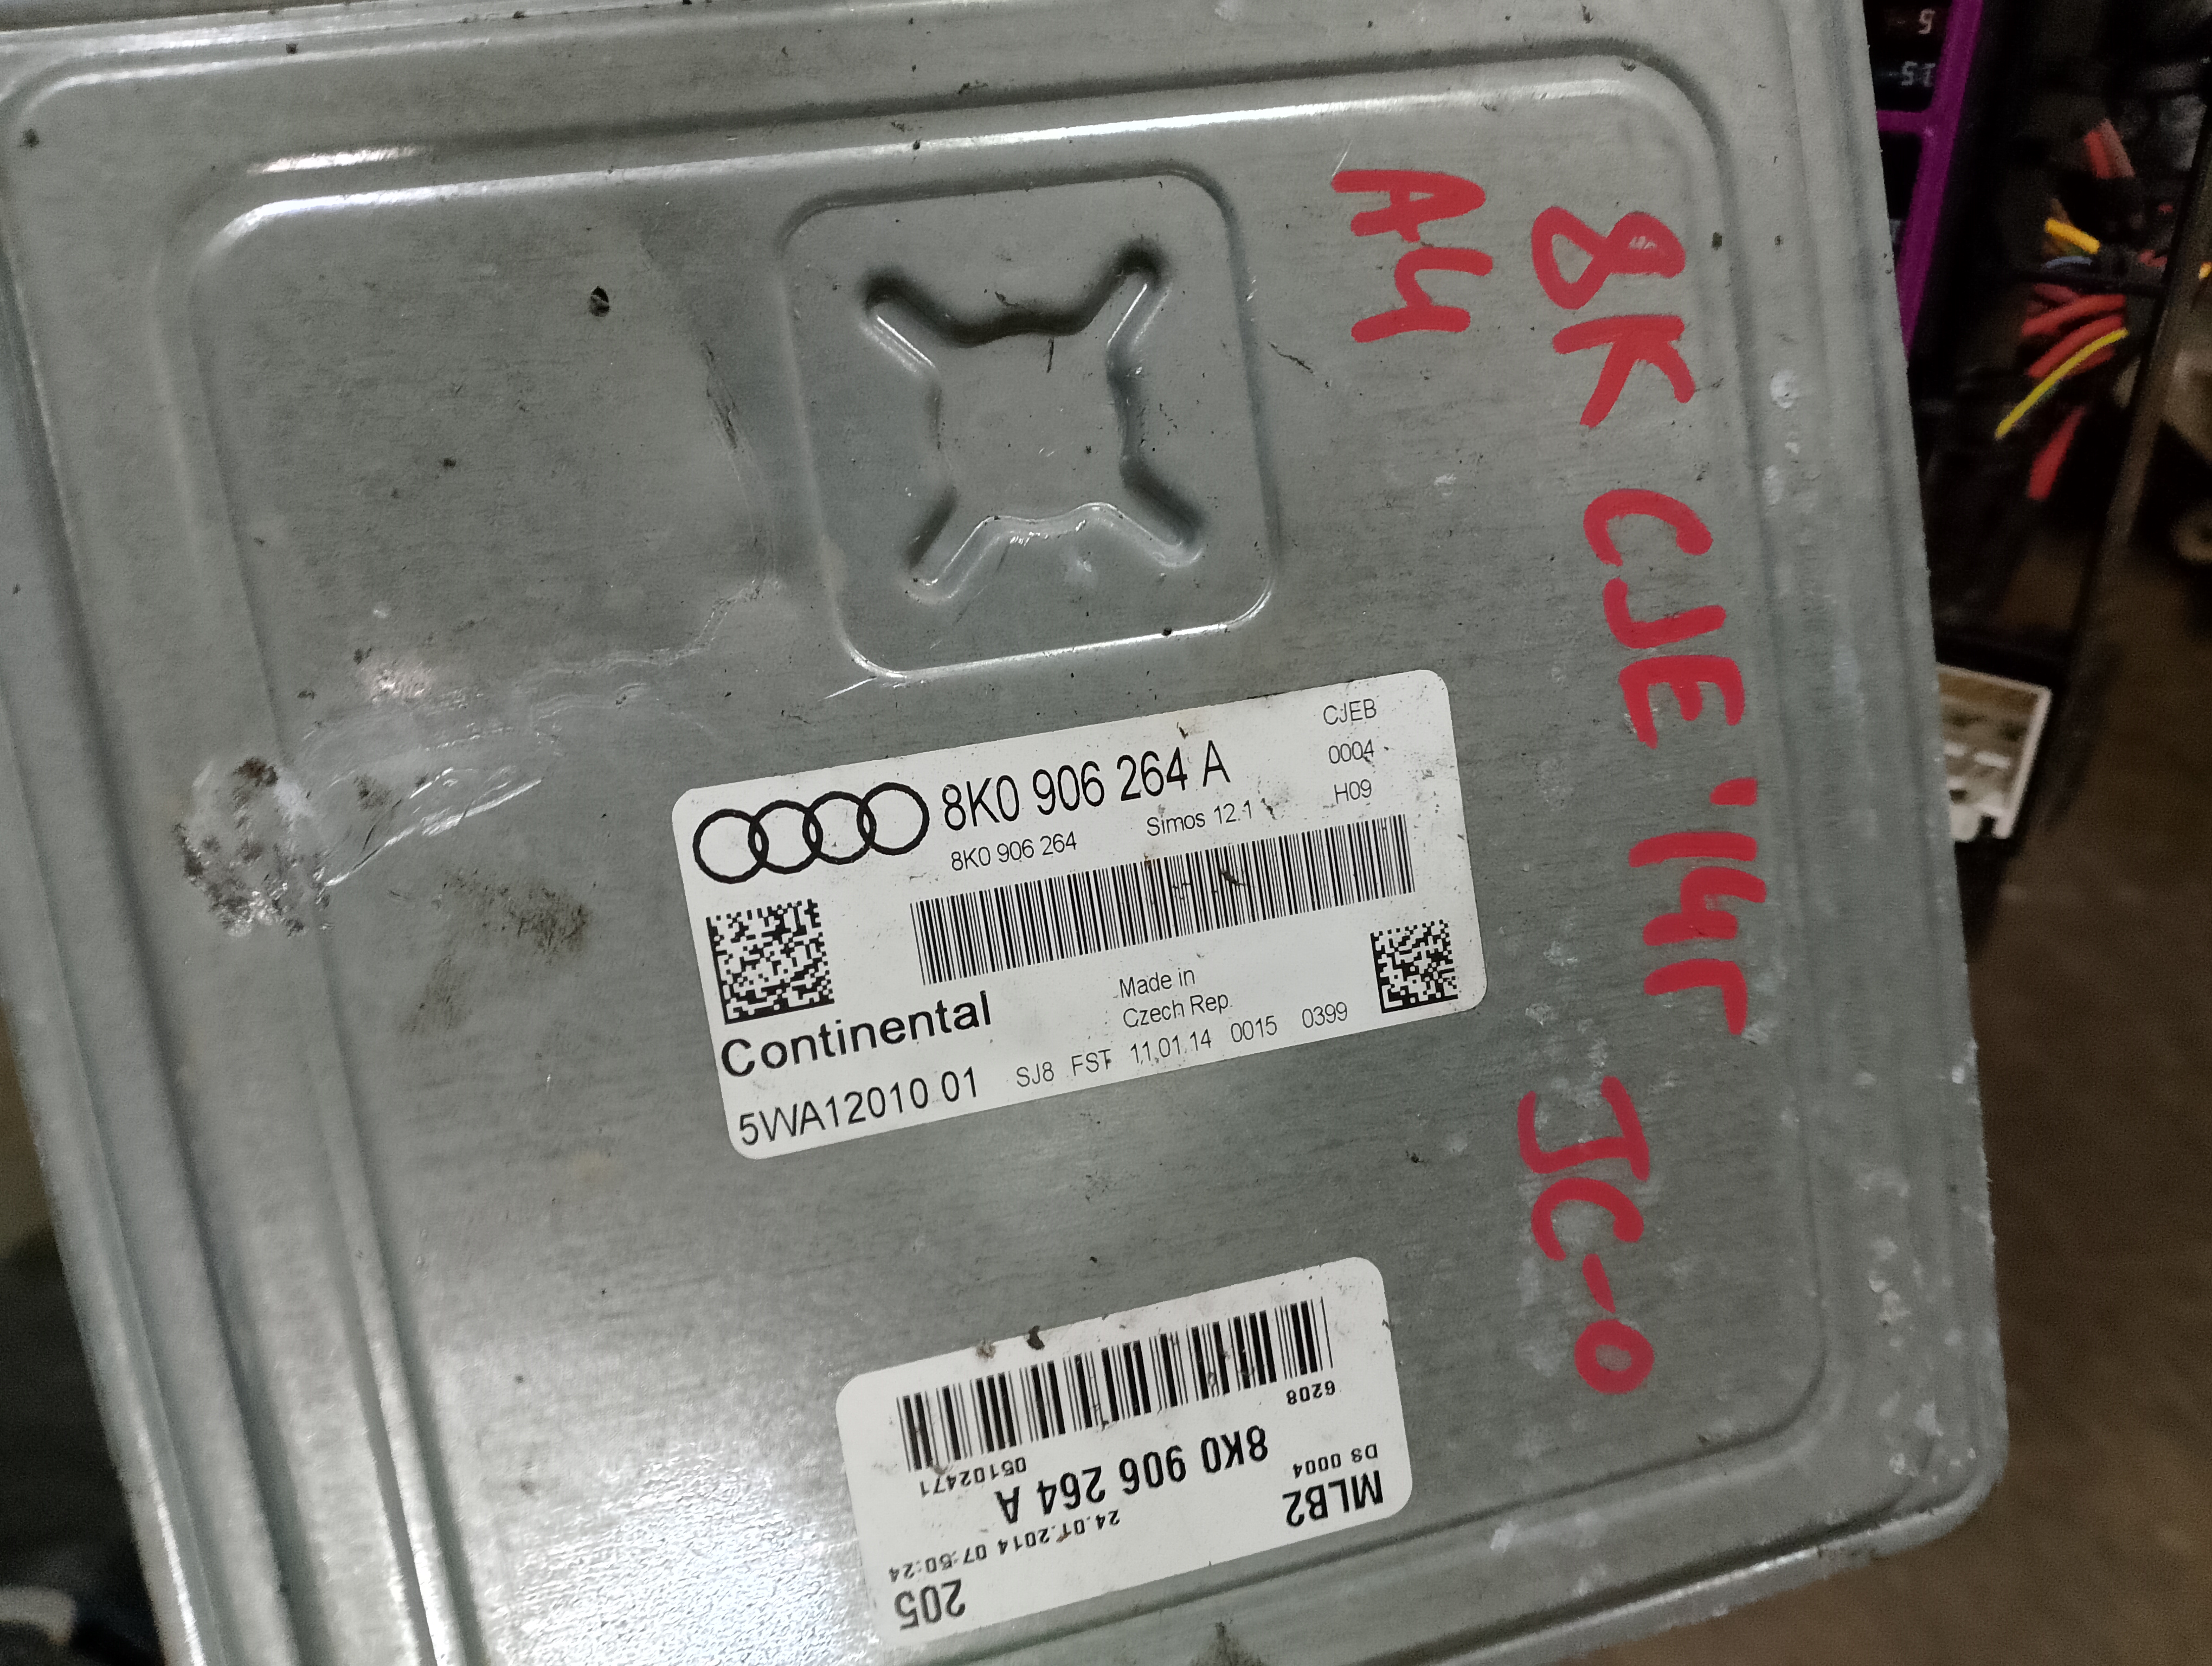 8K CJE '14г JC-0
A4
8K0 906 264 A
8K0 906 264
Simos 12.1
CJEB
0004
H09
Continental
Made in
Czech Rep.
5WA12010 01
SJ8 FST 11.01.14 0015 0399
205
24.01.2014 07:50:24
MLB2
DS 0004
8K0 906 264 A
05102471
6208